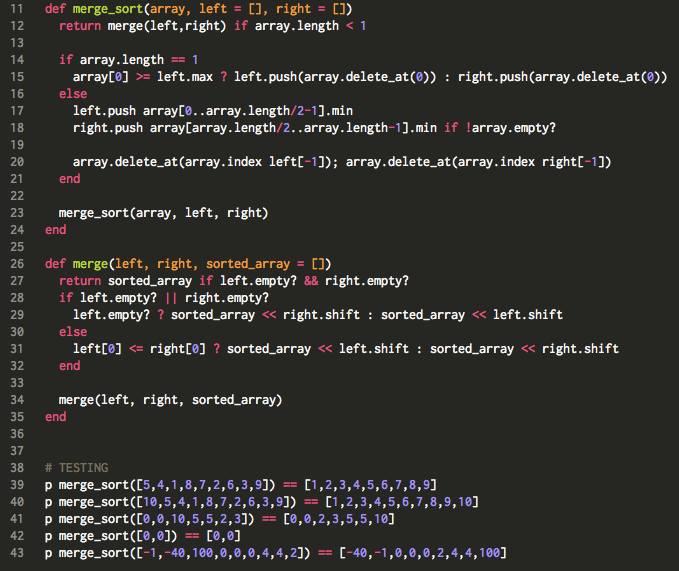 11 def merge_sort(array, left = [], right = [])
12   return merge(left,right) if array.length < 1
13
14   if array.length == 1
15     array[0] >= left.max ? left.push(array.delete_at(0)) : right.push(array.delete_at(0))
16   else
17     left.push array[0..array.length/2-1].min
18     right.push array[array.length/2..array.length-1].min if !array.empty?
19
20     array.delete_at(array.index left[-1]); array.delete_at(array.index right[-1])
21   end
22
23   merge_sort(array, left, right)
24 end
25
26 def merge(left, right, sorted_array = [])
27   return sorted_array if left.empty? && right.empty?
28   if left.empty? || right.empty?
29     left.empty? ? sorted_array << right.shift : sorted_array << left.shift
30   else
31     left[0] <= right[0] ? sorted_array << left.shift : sorted_array << right.shift
32   end
33
34   merge(left, right, sorted_array)
35 end
36
37
38 # TESTING
39 p merge_sort([5,4,1,8,7,2,6,3,9]) == [1,2,3,4,5,6,7,8,9]
40 p merge_sort([10,5,4,1,8,7,2,6,3,9]) == [1,2,3,4,5,6,7,8,9,10]
41 p merge_sort([0,0,10,5,5,2,3]) == [0,0,2,3,5,5,10]
42 p merge_sort([0,0]) == [0,0]
43 p merge_sort([-1,-40,100,0,0,0,4,4,2]) == [-40,-1,0,0,0,2,4,4,100]